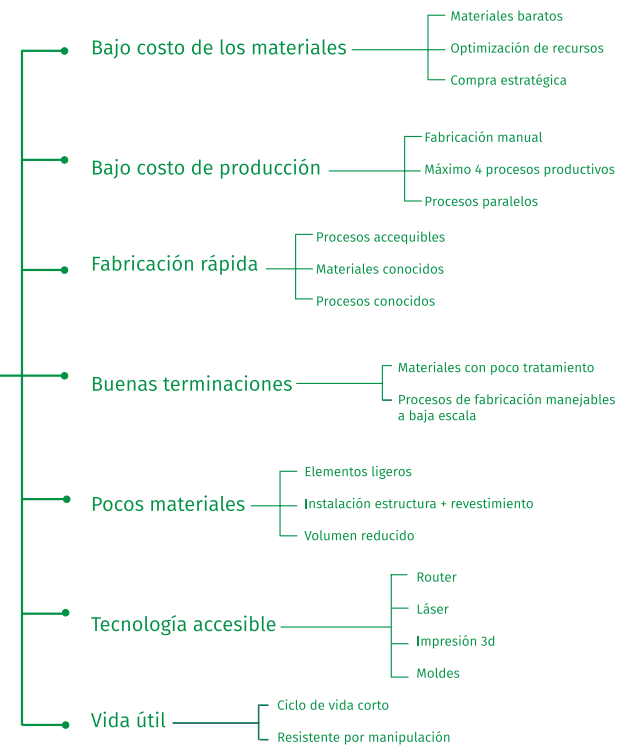 Bajo costo de los materiales
Materiales baratos
Optimización de recursos
Compra estratégica
Bajo costo de producción
Fabricación manual
Máximo 4 procesos productivos
Procesos paralelos
Fabricación rápida
Procesos accequibles
Materiales conocidos
Procesos conocidos
Buenas terminaciones
Materiales con poco tratamiento
Procesos de fabricación manejables
a baja escala
Pocos materiales
Elementos ligeros
Instalación estructura + revestimiento
Volumen reducido
Tecnología accesible
Router
Láser
Impresión 3d
Moldes
Vida útil
Ciclo de vida corto
Resistente por manipulación